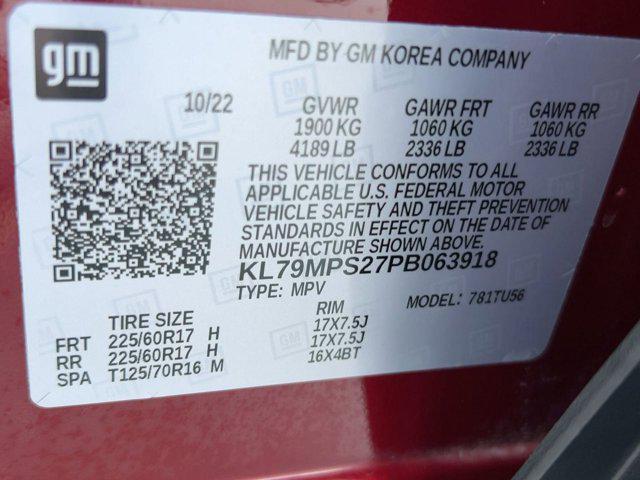 gm
MFD BY GM KOREA COMPANY
10/22 GVWR GAWR FRT GAWR RR
1900 KG 1060 KG 1060 KG
4189 LB 2336 LB 2336 LB
THIS VEHICLE CONFORMS TO ALL
APPLICABLE U.S. FEDERAL MOTOR
VEHICLE SAFETY AND THEFT PREVENTION
STANDARDS IN EFFECT ON THE DATE OF
MANUFACTURE SHOWN ABOVE.
KL79MPS27PB063918
TYPE: MPV MODEL: 781TU56
TIRE SIZE RIM
FRT 225/60R17 H 17X7.5J
RR 225/60R17 H 17X7.5J
SPA T125/70R16 M 16X4BT